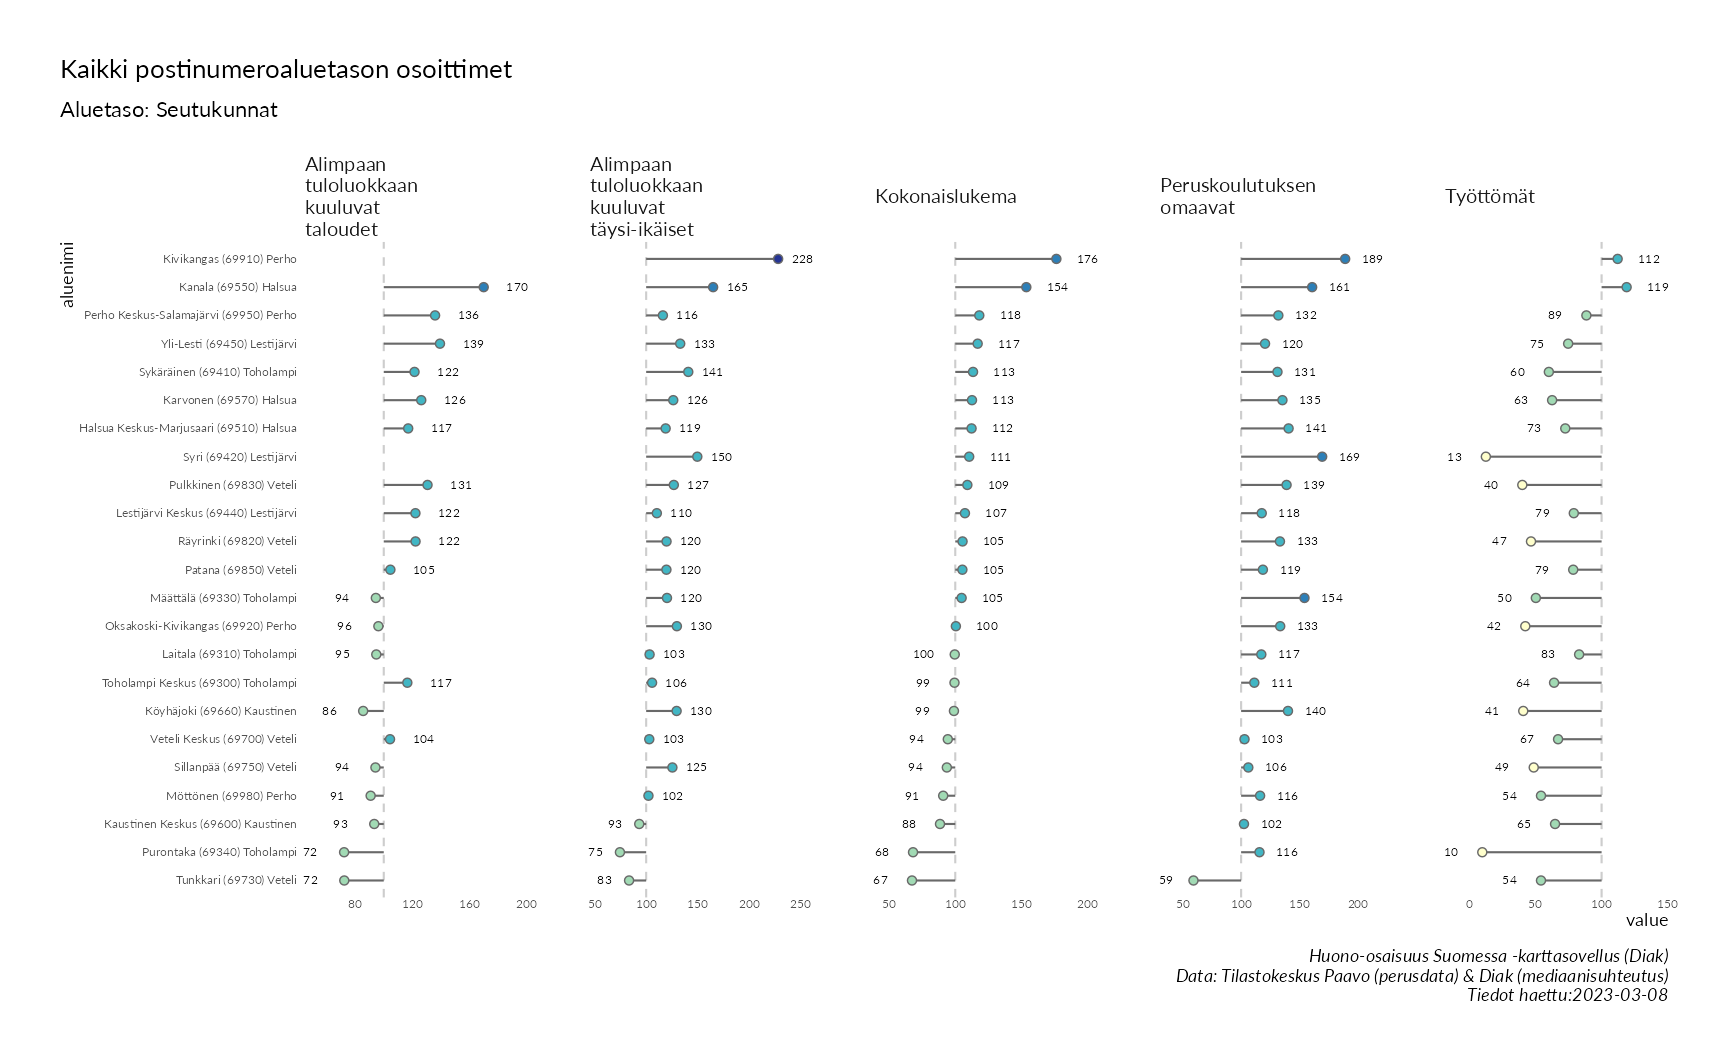 Kaikki postinumeroaluetason osoittimet
Aluetaso: Seutukunnat
Alimpaan
tuloluokkaan
kuuluvat
taloudet
Alimpaan
tuloluokkaan
kuuluvat
täysi-ikäiset
Kokonaislukema
Peruskoulutuksen
omaavat
Työttömät
aluenimi
Kivikangas (69910) Perho 228 176 189 112
Kanala (69550) Halsua 170 165 154 161 119
Perho Keskus-Salamajärvi (69950) Perho 136 116 118 132 89
Yli-Lesti (69450) Lestijärvi 139 133 117 120 75
Sykäräinen (69410) Toholampi 122 141 113 131 60
Karvonen (69570) Halsua 126 126 113 135 63
Halsua Keskus-Marjusaari (69510) Halsua 117 119 112 141 73
Syri (69420) Lestijärvi 150 111 169 13
Pulkkinen (69830) Veteli 131 127 109 139 40
Lestijärvi Keskus (69440) Lestijärvi 122 110 107 118 79
Räyrinki (69820) Veteli 122 120 105 133 47
Patana (69850) Veteli 105 120 105 119 79
Määttälä (69330) Toholampi 94 120 105 154 50
Oksakoski-Kivikangas (69920) Perho 96 130 100 133 42
Laitala (69310) Toholampi 95 103 100 117 83
Toholampi Keskus (69300) Toholampi 117 106 99 111 64
Köyhäjoki (69660) Kaustinen 86 130 99 140 41
Veteli Keskus (69700) Veteli 104 103 94 103 67
Sillanpää (69750) Veteli 94 125 94 106 49
Möttönen (69980) Perho 91 102 91 116 54
Kaustinen Keskus (69600) Kaustinen 93 93 88 102 65
Purontaka (69340) Toholampi 72 75 68 116 10
Tunkkari (69730) Veteli 72 83 67 59 54
80 120 160 200 50 100 150 200 250 50 100 150 200 50 100 150 200 0 50 100 150
value
Huono-osaisuus Suomessa -karttasovellus (Diak)
Data: Tilastokeskus Paavo (perusdata) & Diak (mediaanisuhteutus)
Tiedot haettu:2023-03-08